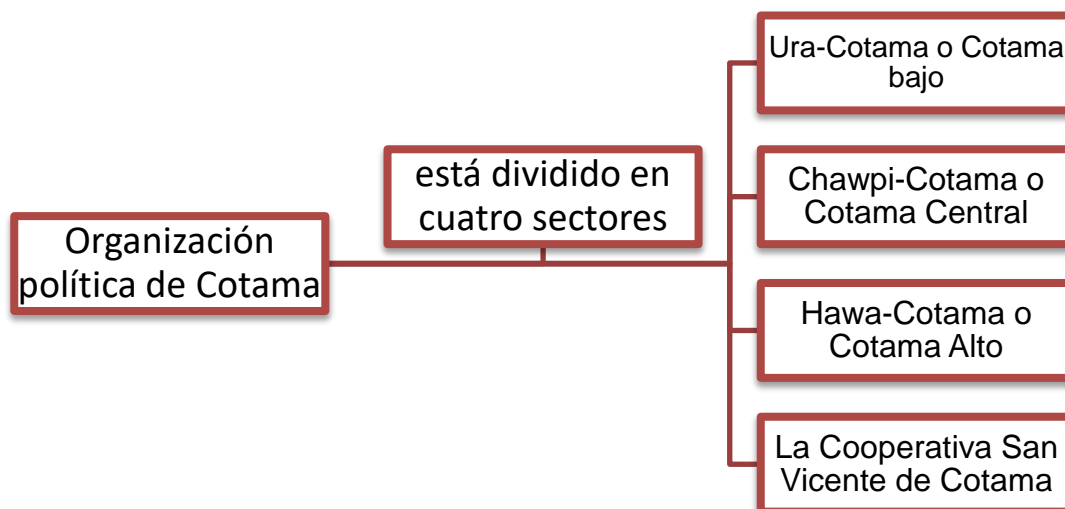 Organización
política de Cotama
está dividido en
cuatro sectores
Ura-Cotama o Cotama
bajo
Chawpi-Cotama o
Cotama Central
Hawa-Cotama o
Cotama Alto
La Cooperativa San
Vicente de Cotama